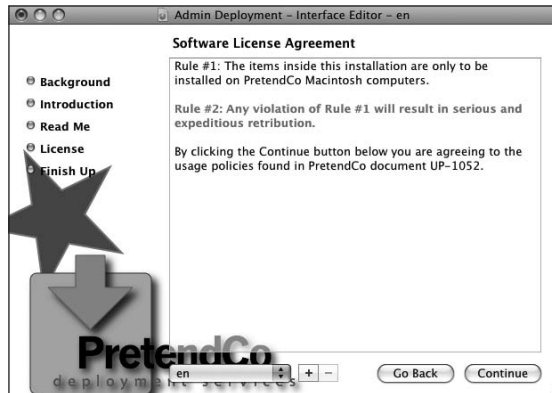 Admin Deployment – Interface Editor – en
Software License Agreement
Background
Introduction
Read Me
License
Finish Up
Rule #1: The items inside this installation are only to be
installed on PretendCo Macintosh computers.
Rule #2: Any violation of Rule #1 will result in serious and
expeditious retribution.
By clicking the Continue button below you are agreeing to the
usage policies found in PretendCo document UP-1052.
PretendCo
deployment services
en
+ −
Go Back
Continue